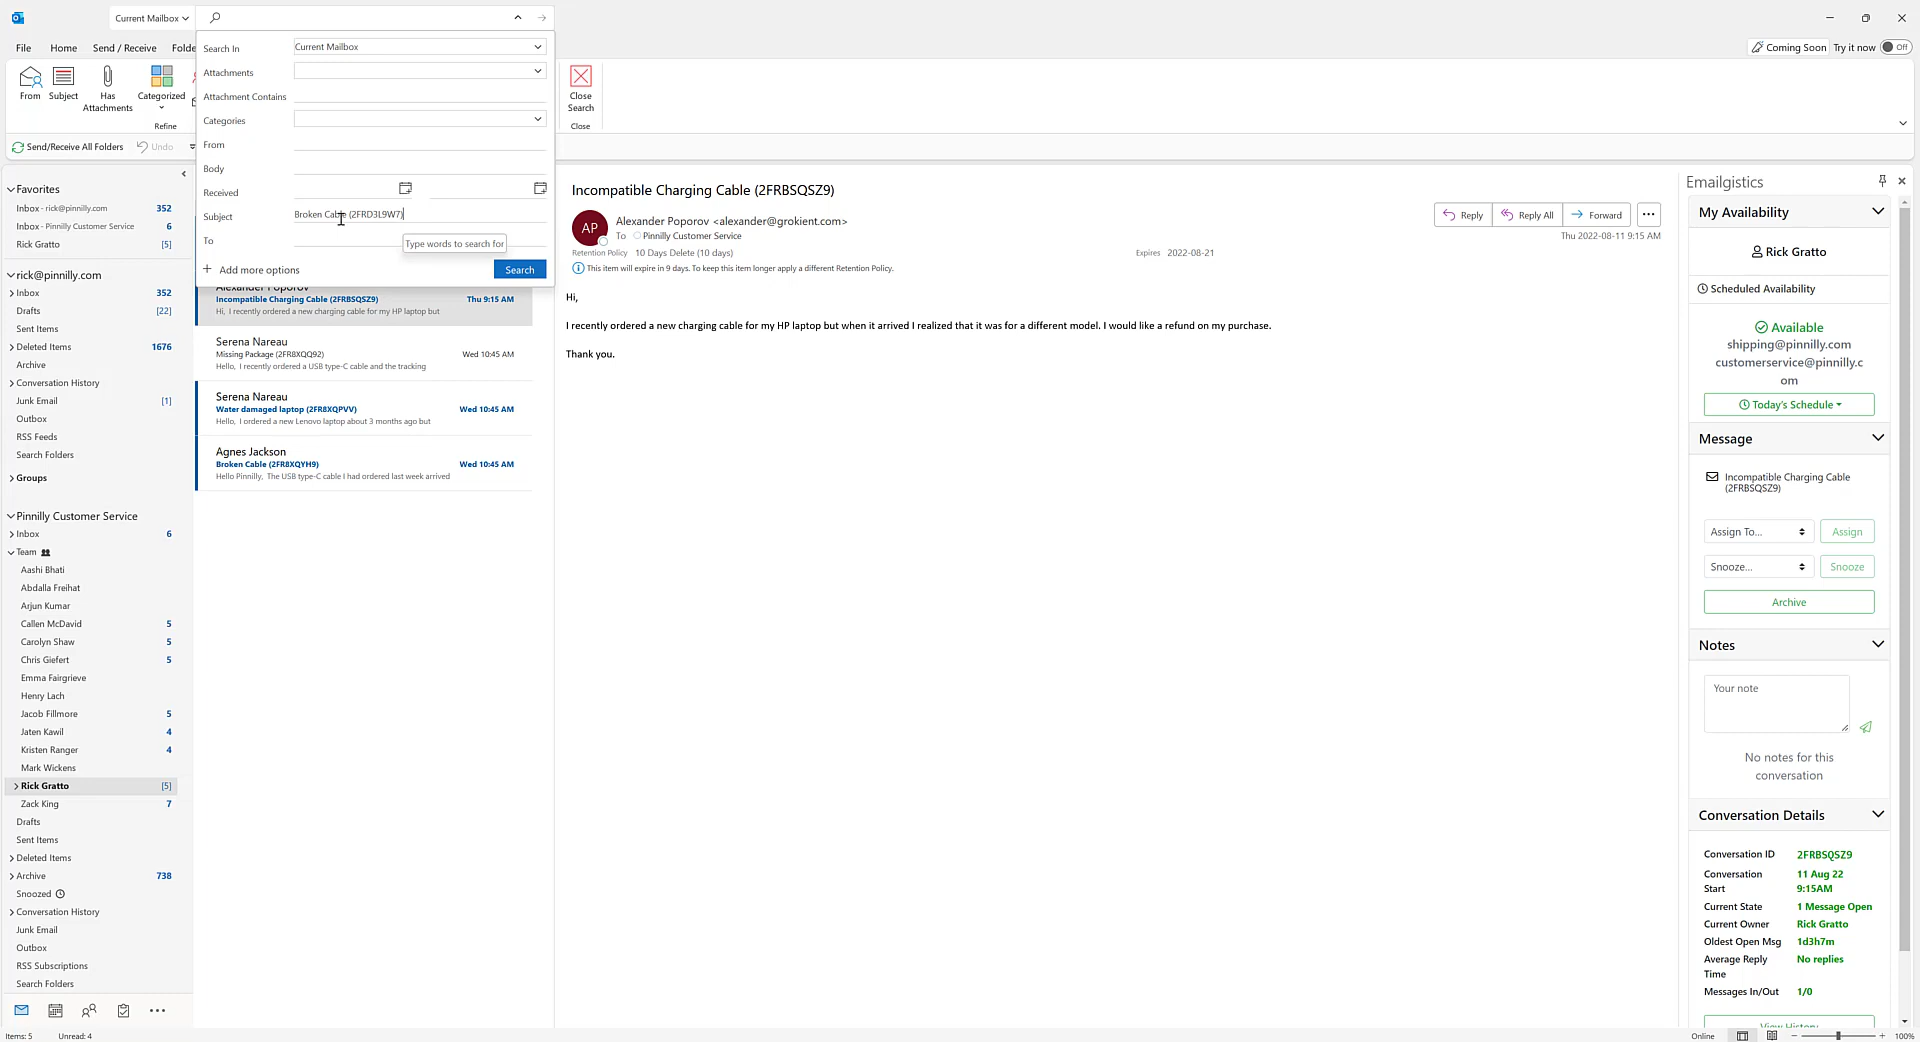 Current Mailbox
File Home Send / Receive Folde
Coming Soon Try it now Off
From Subject Has Attachments Categorized
Refine
Close Search
Close
Send/Receive All Folders Undo
Search In Current Mailbox
Attachments
Attachment Contains
Categories
From
Body
Received
Subject Broken Cable (2FRD3L9W7)
To
Type words to search for
Add more options Search
Favorites
Inbox - rick@pinnilly.com 352
Inbox - Pinnilly Customer Service 6
Rick Gratto [5]
rick@pinnilly.com
Inbox 352
Drafts [22]
Sent Items
Deleted Items 1676
Archive
Conversation History
Junk Email [1]
Outbox
RSS Feeds
Search Folders
Groups
Pinnilly Customer Service
Inbox 6
Team
Aashi Bhati
Abdalla Freihat
Arjun Kumar
Callen McDavid 5
Carolyn Shaw 5
Chris Giefert 5
Emma Fairgrieve
Henry Lach
Jacob Fillmore 5
Jaten Kawil 4
Kristen Ranger 4
Mark Wickens
Rick Gratto [5]
Zack King 7
Drafts
Sent Items
Deleted Items
Archive 738
Snoozed
Conversation History
Junk Email
Outbox
RSS Subscriptions
Search Folders
Items: 5 Unread: 4
Alexander Poporov
Incompatible Charging Cable (2FRBSQSZ9) Thu 9:15 AM
Hi, I recently ordered a new charging cable for my HP laptop but
Serena Nareau
Missing Package (2FR8XQQ92) Wed 10:45 AM
Hello, I recently ordered a USB type-C cable and the tracking
Serena Nareau
Water damaged laptop (2FR8XQPVV) Wed 10:45 AM
Hello, I ordered a new Lenovo laptop about 3 months ago but
Agnes Jackson
Broken Cable (2FR8XQYH9) Wed 10:45 AM
Hello Pinnilly, The USB type-C cable I had ordered last week arrived
Incompatible Charging Cable (2FRBSQSZ9)
AP
Alexander Poporov <alexander@grokient.com>
To Pinnilly Customer Service
Reply Reply All Forward
Thu 2022-08-11 9:15 AM
Retention Policy 10 Days Delete (10 days) Expires 2022-08-21
This item will expire in 9 days. To keep this item longer apply a different Retention Policy.
Hi,
I recently ordered a new charging cable for my HP laptop but when it arrived I realized that it was for a different model. I would like a refund on my purchase.
Thank you.
Emailgistics
My Availability
Rick Gratto
Scheduled Availability
Available
shipping@pinnilly.com
customerservice@pinnilly.c
om
Today's Schedule
Message
Incompatible Charging Cable
(2FRBSQSZ9)
Assign To... Assign
Snooze... Snooze
Archive
Notes
Your note
No notes for this
conversation
Conversation Details
Conversation ID 2FRBSQSZ9
Conversation 11 Aug 22
Start 9:15AM
Current State 1 Message Open
Current Owner Rick Gratto
Oldest Open Msg 1d3h7m
Average Reply No replies
Time
Messages In/Out 1/0
View History
Online 100%